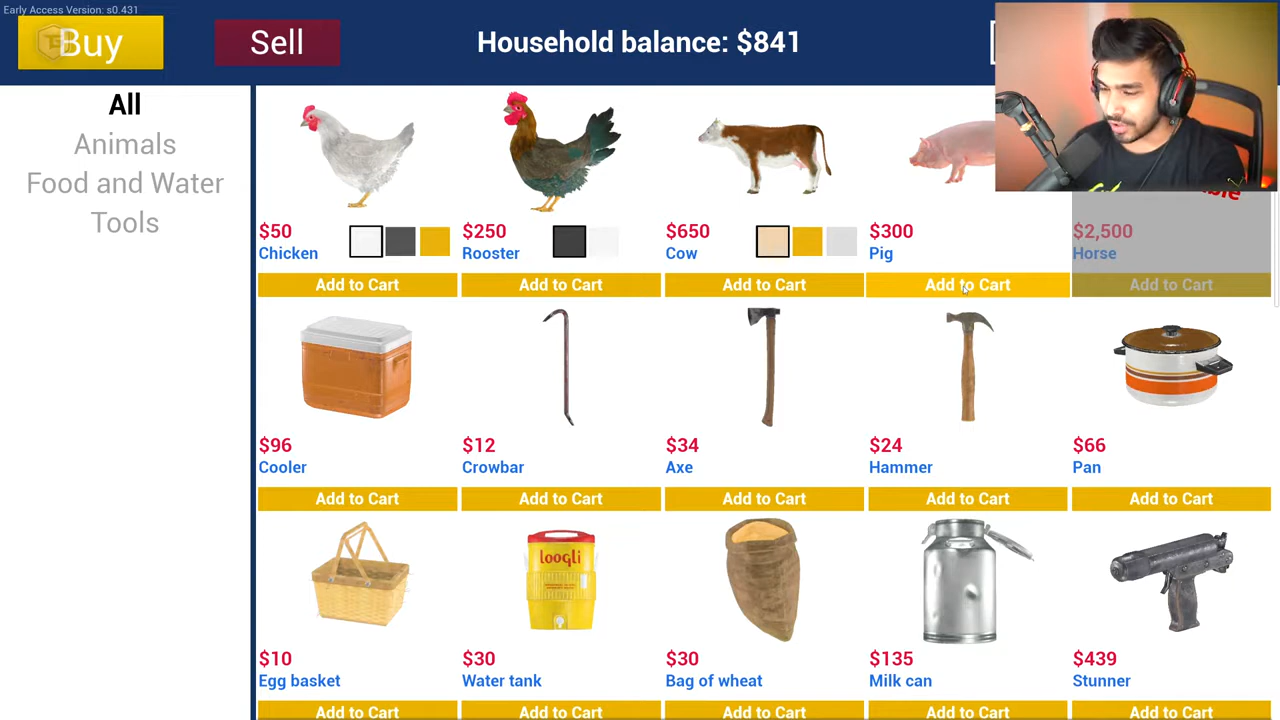 Early Access Version: s0.431
Buy
Sell
Household balance: $841
All
Animals
Food and Water
Tools
$50
Chicken
Add to Cart
$250
Rooster
Add to Cart
$650
Cow
Add to Cart
$300
Pig
Add to Cart
$2,500
Horse
Add to Cart
$96
Cooler
Add to Cart
$12
Crowbar
Add to Cart
$34
Axe
Add to Cart
$24
Hammer
Add to Cart
$66
Pan
Add to Cart
loogli
$10
Egg basket
Add to Cart
$30
Water tank
Add to Cart
$30
Bag of wheat
Add to Cart
$135
Milk can
Add to Cart
$439
Stunner
Add to Cart